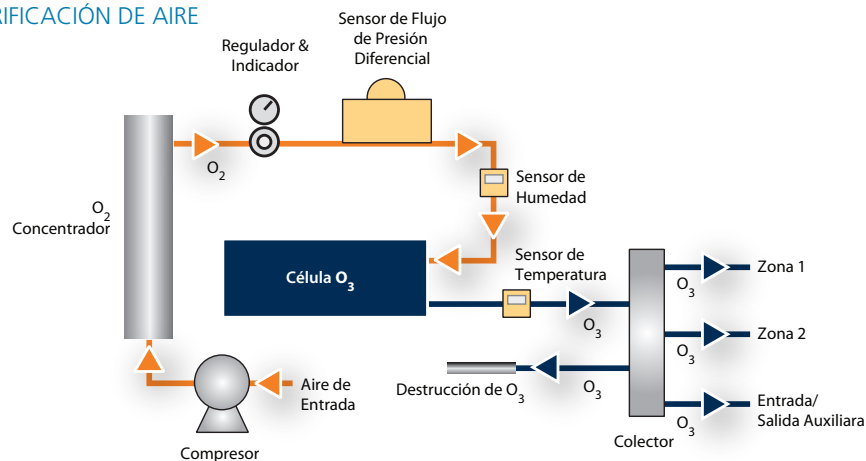 RIFICACIÓN DE AIRE
Sensor de Flujo
de Presión
Diferencial
Regulador &
Indicador
O2
Sensor de
Humedad
O2
Concentrador
Sensor de
Temperatura
Célula O3
Zona 1
O3
O3
Zona 2
O3
Destrucción de O3
O3
Aire de
Entrada
Entrada/
Salida Auxiliara
O3
Colector
Compresor